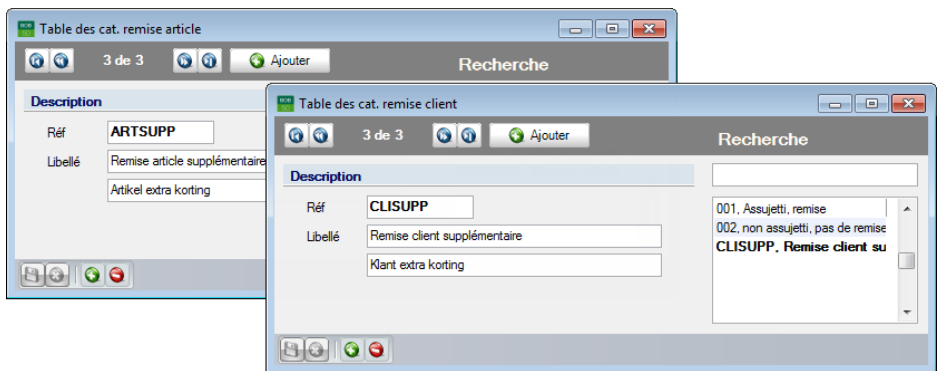 Table des cat. remise article
3 de 3
Ajouter
Recherche
Description
Réf ARTSUPP
Libellé Remise article supplémentaire
Artikel extra korting
Table des cat. remise client
3 de 3
Ajouter
Recherche
Description
Réf CLISUPP
Libellé Remise client supplémentaire
Klant extra korting
001, Assujetti, remise
002, non assujetti, pas de remise
CLISUPP, Remise client su